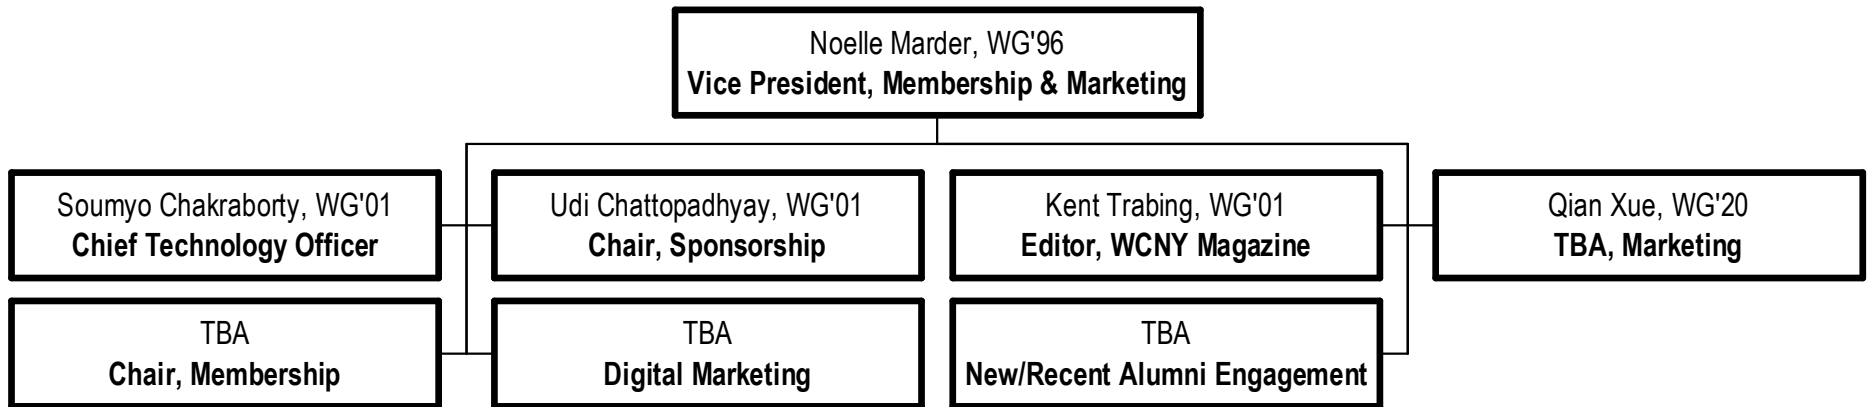 Noelle Marder, WG'96
Vice President, Membership & Marketing
Soumyo Chakraborty, WG'01
Chief Technology Officer
Udi Chattopadhyay, WG'01
Chair, Sponsorship
Kent Trabing, WG'01
Editor, WCNY Magazine
Qian Xue, WG'20
TBA, Marketing
TBA
Chair, Membership
TBA
Digital Marketing
TBA
New/Recent Alumni Engagement